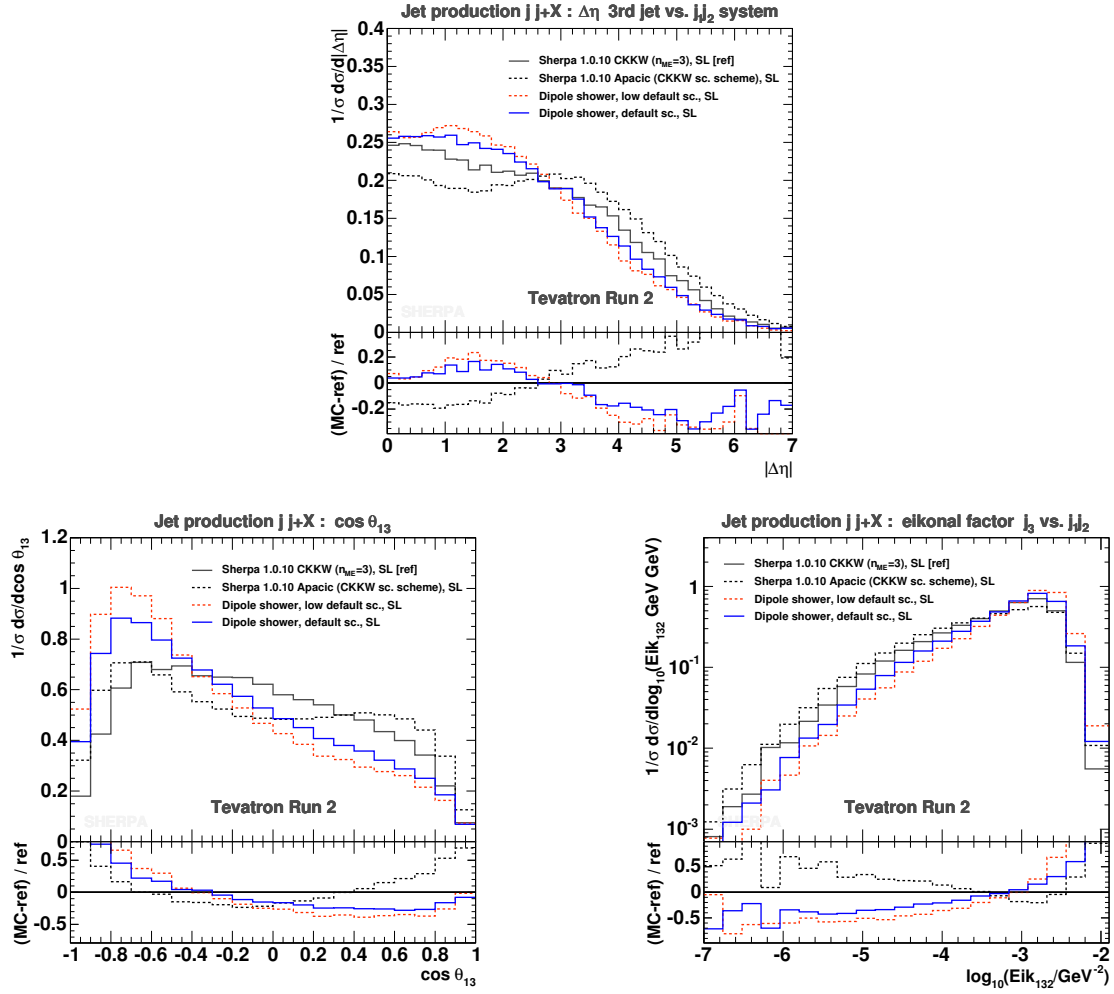 Jet production j j+X : Δη 3rd jet vs. j₁j₂ system
1/σ dσ/d|Δη|
0.4
0.35
0.3
0.25
0.2
0.15
0.1
0.05
0
Sherpa 1.0.10 CKKW (n_ME=3), SL [ref]
Sherpa 1.0.10 Apacic (CKKW sc. scheme), SL
Dipole shower, low default sc., SL
Dipole shower, default sc., SL
Tevatron Run 2
SHERPA
(MC-ref) / ref
0.2
0
-0.2
0 1 2 3 4 5 6 7
|Δη|
Jet production j j+X : cos θ₁₃
1/σ dσ/dcos θ₁₃
1.2
1
0.8
0.6
0.4
0.2
0
Sherpa 1.0.10 CKKW (n_ME=3), SL [ref]
Sherpa 1.0.10 Apacic (CKKW sc. scheme), SL
Dipole shower, low default sc., SL
Dipole shower, default sc., SL
Tevatron Run 2
SHERPA
(MC-ref) / ref
0.5
0
-0.5
-1 -0.8 -0.6 -0.4 -0.2 0 0.2 0.4 0.6 0.8 1
cos θ₁₃
Jet production j j+X : eikonal factor j₃ vs. j₁j₂
1/σ dσ/dlog₁₀(Eik₁₃₂ GeV GeV)
1
10⁻¹
10⁻²
10⁻³
Sherpa 1.0.10 CKKW (n_ME=3), SL [ref]
Sherpa 1.0.10 Apacic (CKKW sc. scheme), SL
Dipole shower, low default sc., SL
Dipole shower, default sc., SL
Tevatron Run 2
SHERPA
(MC-ref) / ref
0.5
0
-0.5
-7 -6 -5 -4 -3 -2
log₁₀(Eik₁₃₂/GeV⁻²)